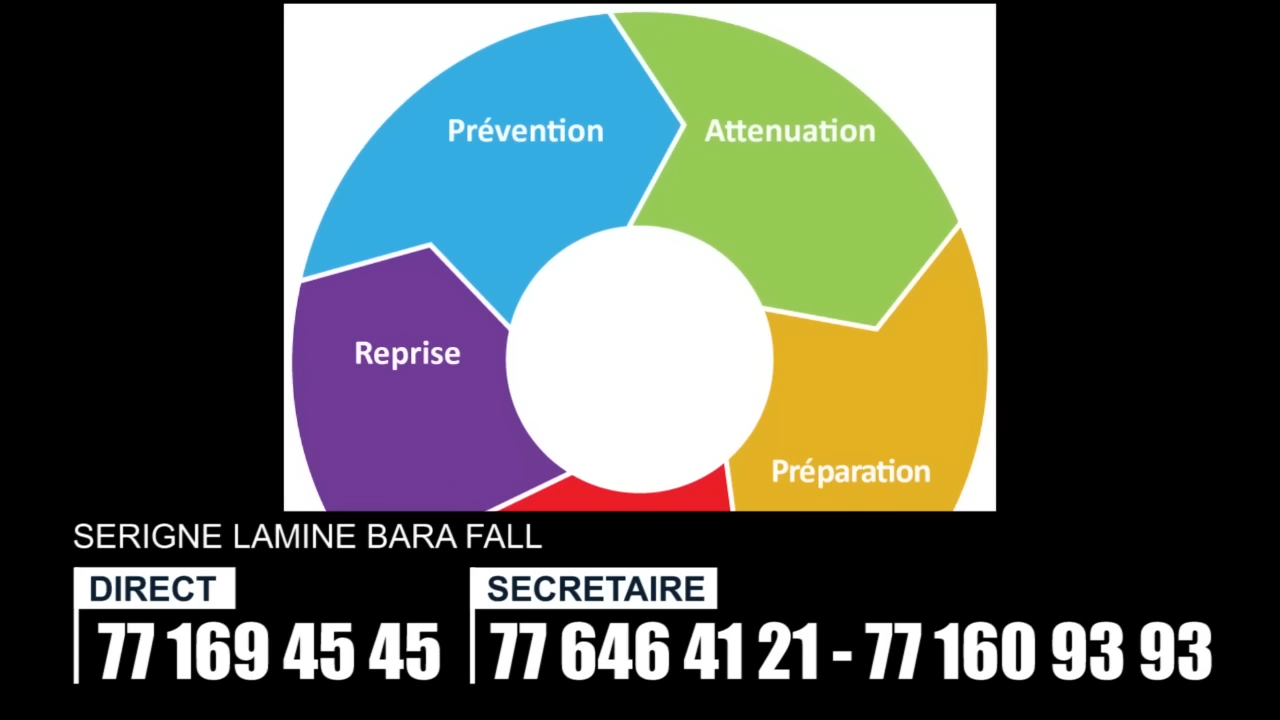 Prévention
Attenuation
Reprise
Préparation
SERIGNE LAMINE BARA FALL
DIRECT
SECRETAIRE
77 169 45 45
77 646 41 21 - 77 160 93 93